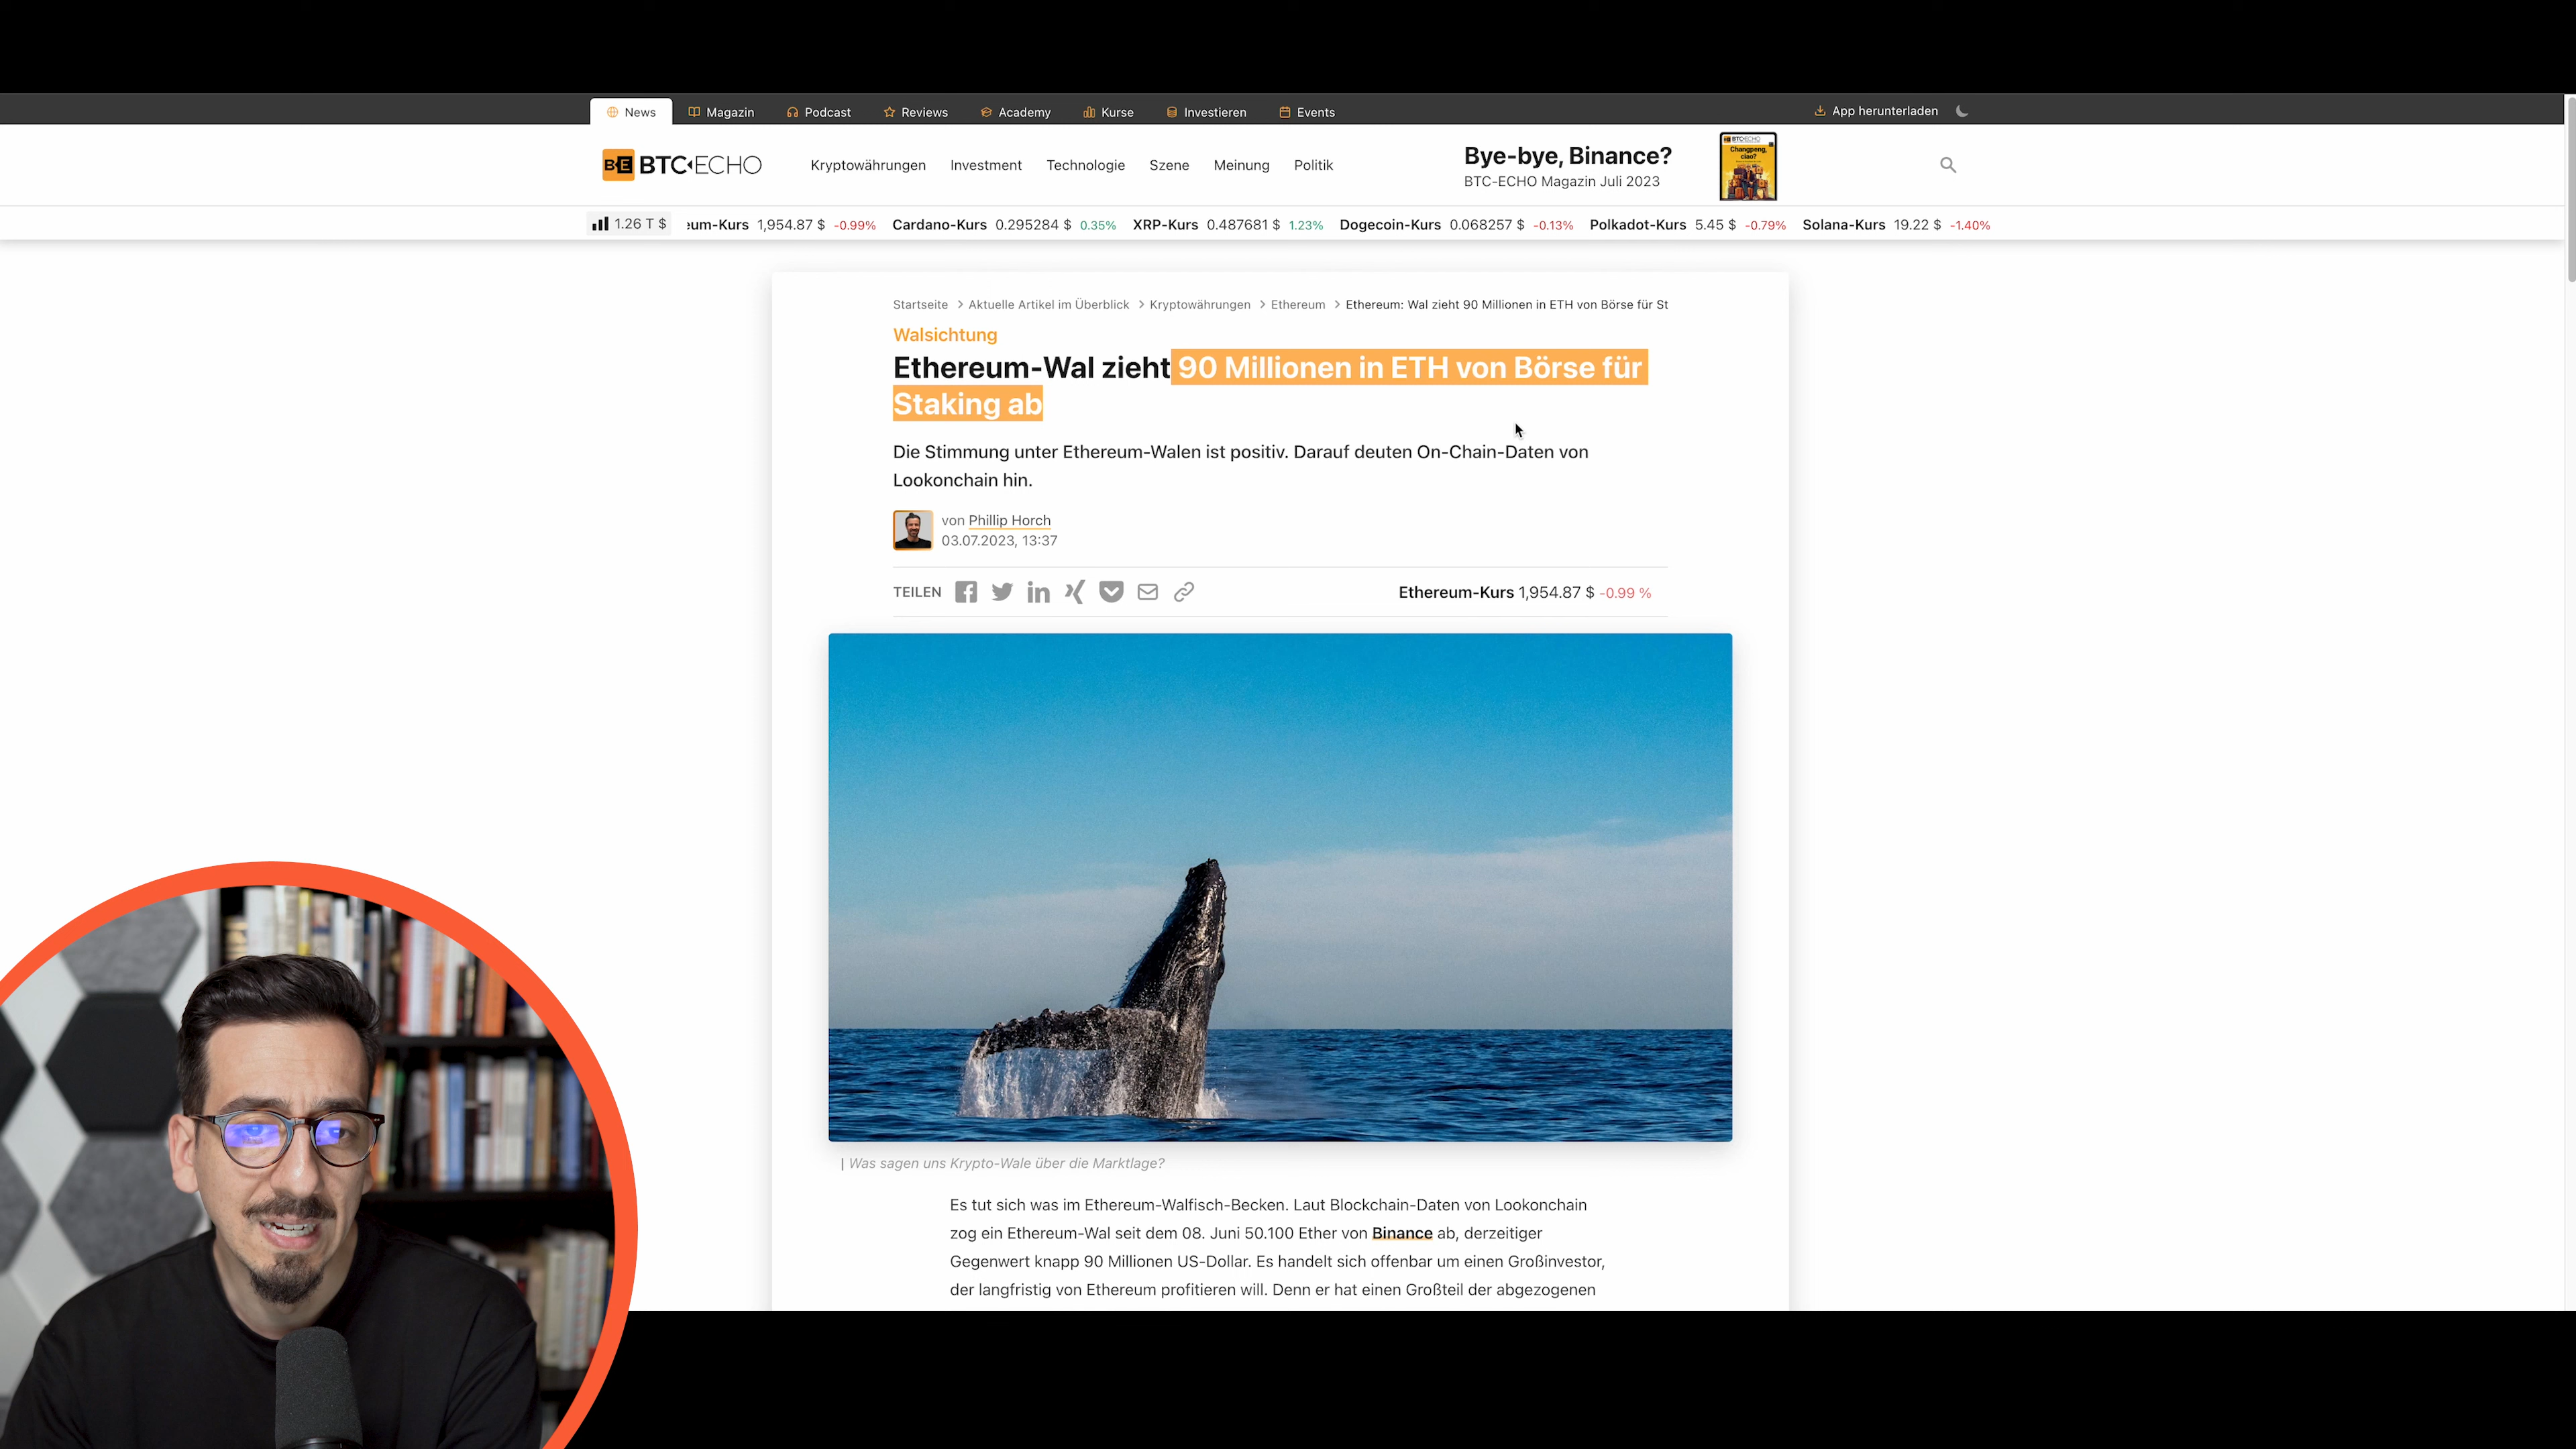 News Magazin Podcast Reviews Academy Kurse Investieren Events App herunterladen
BE BTC ECHO Kryptowährungen Investment Technologie Szene Meinung Politik
Bye-bye, Binance?
BTC-ECHO Magazin Juli 2023
BTC-ECHO
Changpeng,
ciao?
1.26 T $ eum-Kurs 1,954.87 $ -0.99% Cardano-Kurs 0.295284 $ 0.35% XRP-Kurs 0.487681 $ 1.23% Dogecoin-Kurs 0.068257 $ -0.13% Polkadot-Kurs 5.45 $ -0.79% Solana-Kurs 19.22 $ -1.40%
Startseite > Aktuelle Artikel im Überblick > Kryptowährungen > Ethereum > Ethereum: Wal zieht 90 Millionen in ETH von Börse für St
Walsichtung
Ethereum-Wal zieht 90 Millionen in ETH von Börse für
Staking ab
Die Stimmung unter Ethereum-Walen ist positiv. Darauf deuten On-Chain-Daten von
Lookonchain hin.
von Phillip Horch
03.07.2023, 13:37
TEILEN Ethereum-Kurs 1,954.87 $ -0.99 %
| Was sagen uns Krypto-Wale über die Marktlage?
Es tut sich was im Ethereum-Walfisch-Becken. Laut Blockchain-Daten von Lookonchain
zog ein Ethereum-Wal seit dem 08. Juni 50.100 Ether von Binance ab, derzeitiger
Gegenwert knapp 90 Millionen US-Dollar. Es handelt sich offenbar um einen Großinvestor,
der langfristig von Ethereum profitieren will. Denn er hat einen Großteil der abgezogenen